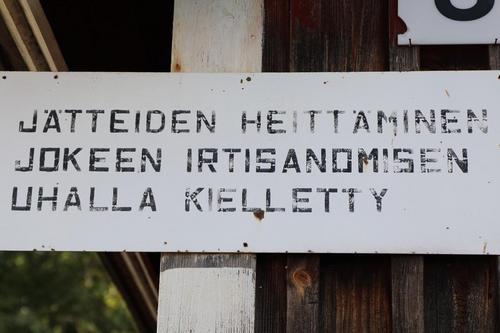 JÄTTEIDEN HEITTÄMINEN
JOKEEN IRTISANOMISEN
UHALLA KIELLETTY